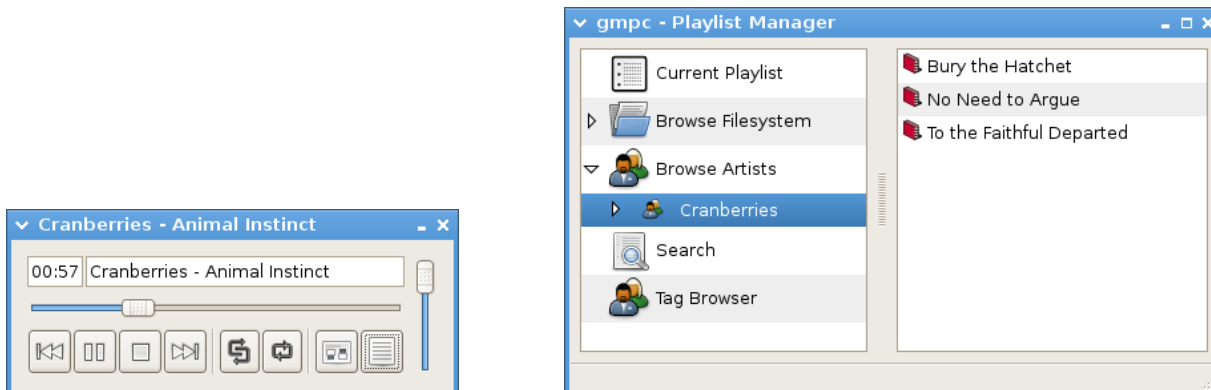 Cranberries - Animal Instinct
00:57 Cranberries - Animal Instinct
gmpc - Playlist Manager
Current Playlist
Browse Filesystem
Browse Artists
Cranberries
Search
Tag Browser
Bury the Hatchet
No Need to Argue
To the Faithful Departed